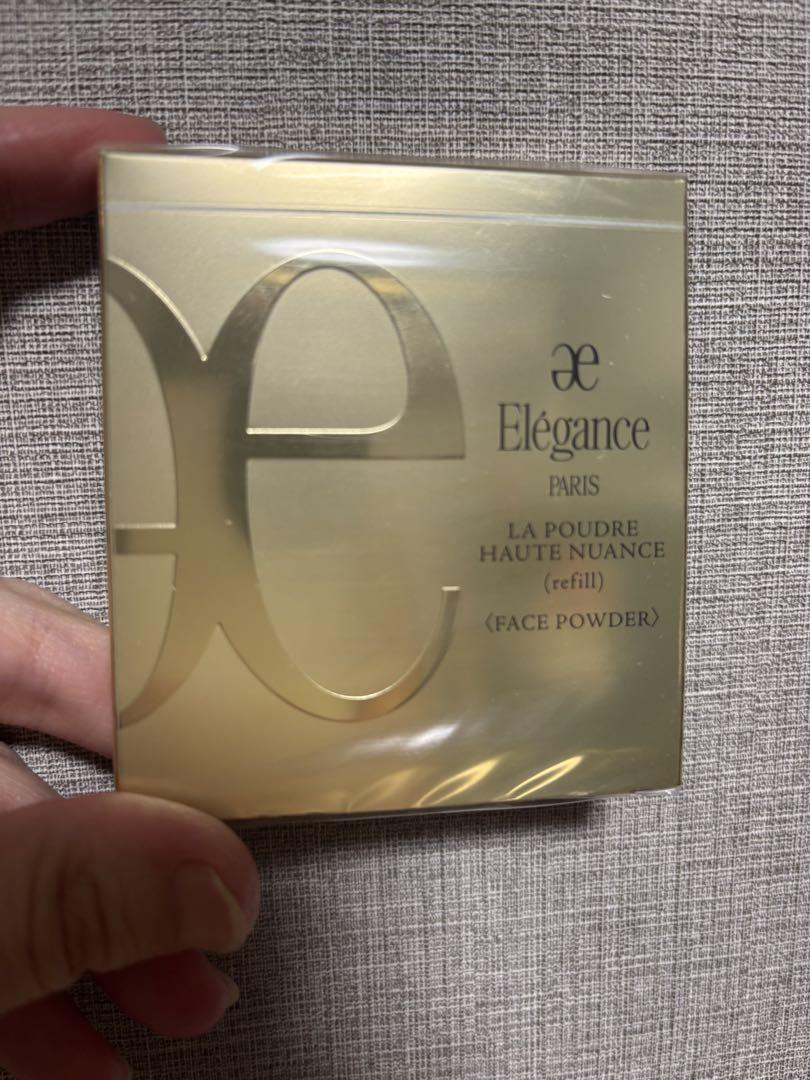 æ
Elégance
PARIS
LA POUDRE
HAUTE NUANCE
(refill)
〈FACE POWDER〉